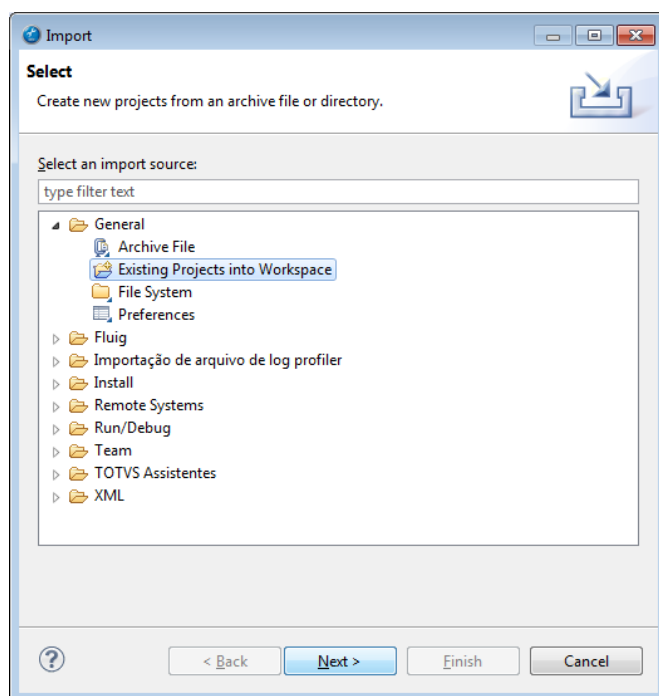 Import
Select
Create new projects from an archive file or directory.
Select an import source:
type filter text
General
Archive File
Existing Projects into Workspace
File System
Preferences
Fluig
Importação de arquivo de log profiler
Install
Remote Systems
Run/Debug
Team
TOTVS Assistentes
XML
?
< Back
Next >
Finish
Cancel